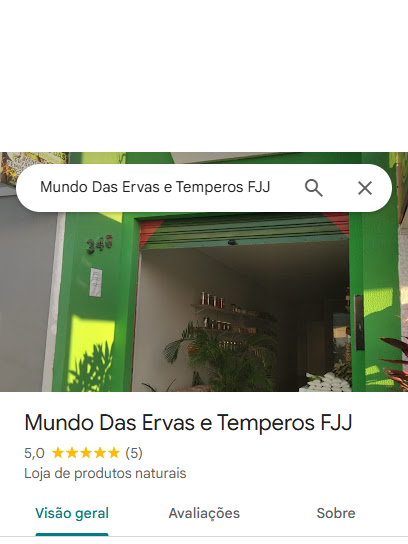 Mundo Das Ervas e Temperos FJJ
Mundo Das Ervas e Temperos FJJ
5,0 (5)
Loja de produtos naturais
Visão geral Avaliações Sobre